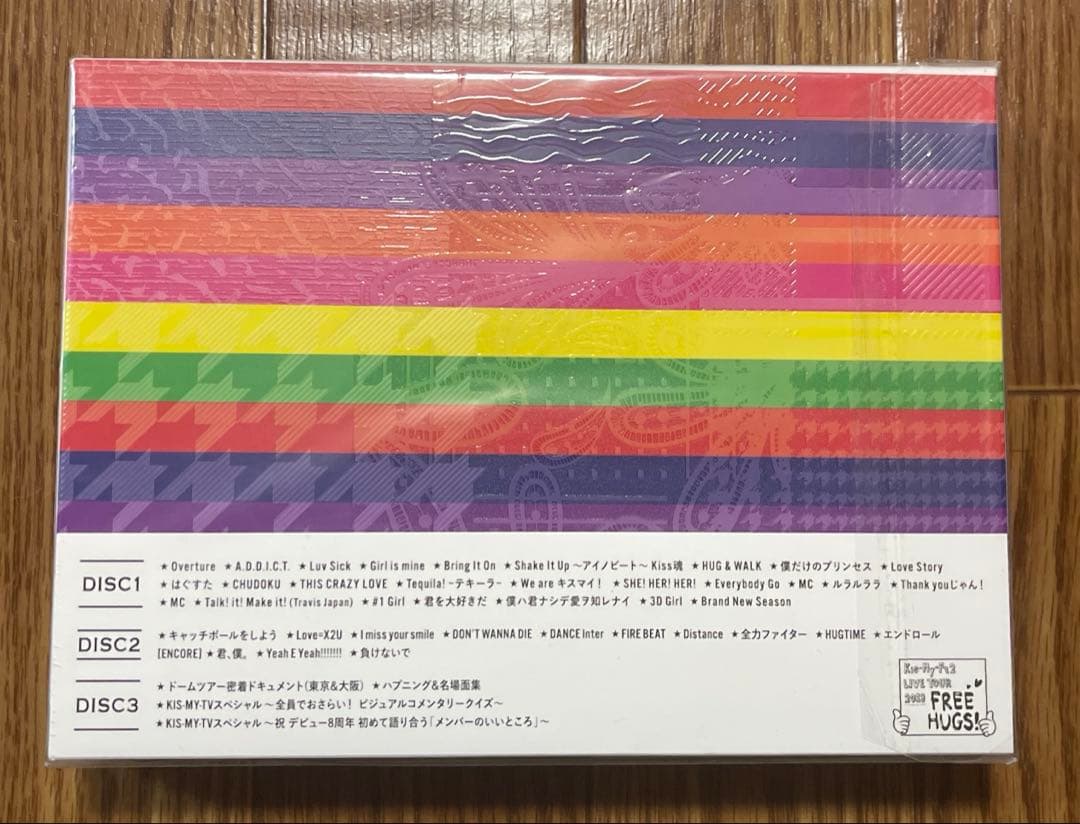 DISC1
★Overture ★A.D.D.I.C.T. ★Luv Sick ★Girl is mine ★Bring It On ★Shake It Up 〜アイノビート〜 Kiss魂 ★HUG & WALK ★僕だけのプリンセス ★Love Story
★はぐすた ★CHUDOKU ★THIS CRAZY LOVE ★Tequila! -テキーラ- ★We are キスマイ! ★SHE! HER! HER! ★Everybody Go ★MC ★ルラルララ ★Thank youじゃん!
★MC ★Talk! it! Make it! (Travis Japan) ★#1 Girl ★君を大好きだ ★僕ハ君ナシデ愛ヲ知レナイ ★3D Girl ★Brand New Season
DISC2
★キャッチボールをしよう ★Love=X2U ★I miss your smile ★DON'T WANNA DIE ★DANCE Inter ★FIRE BEAT ★Distance ★全力ファイター ★HUGTIME ★エンドロール
[ENCORE] ★君、僕。 ★Yeah E Yeah!!!!!!! ★負けないで
DISC3
★ドームツアー密着ドキュメント(東京&大阪) ★ハプニング&名場面集
★KIS-MY-TVスペシャル 〜全員でおさらい! ビジュアルコメンタリークイズ〜
★KIS-MY-TVスペシャル 〜祝 デビュー8周年 初めて語り合う「メンバーのいいところ」〜
Kis-My-Ft2
LIVE TOUR
2019 FREE
HUGS!